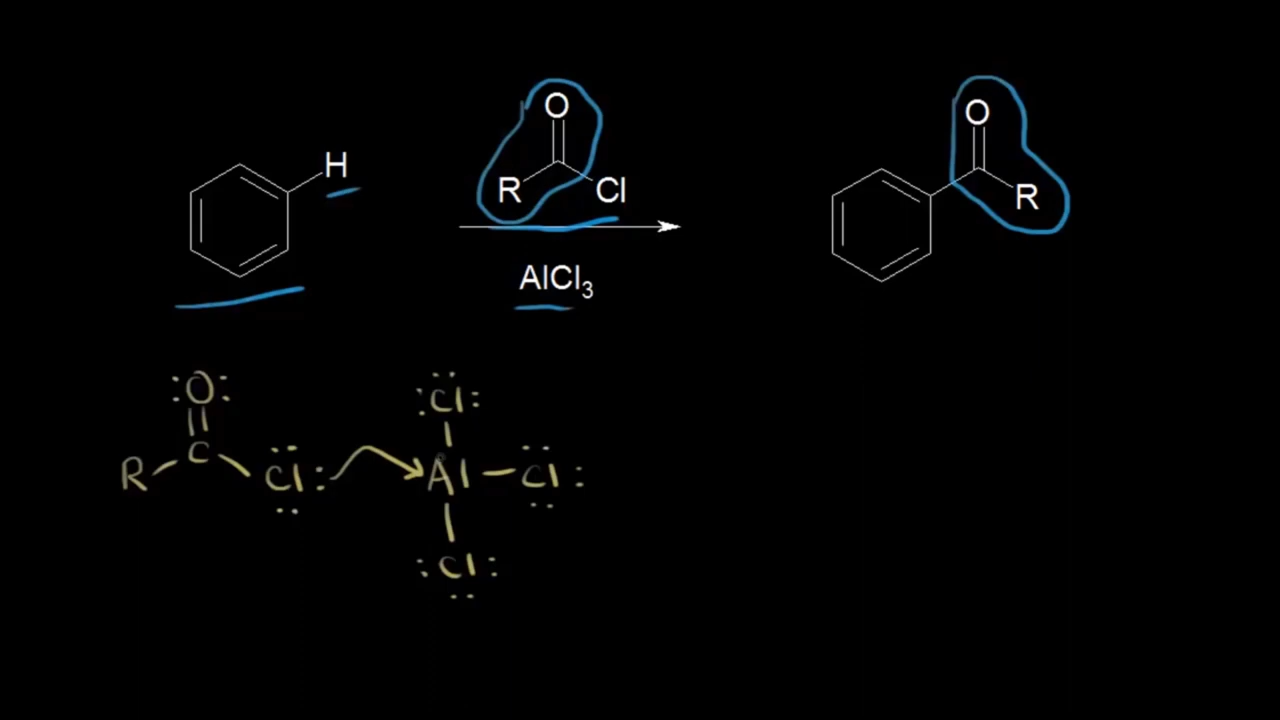 H
O
R
Cl
AlCl₃
O
R
:O:
||
R – C – Cl:
:Cl:
Al – Cl:
:Cl: